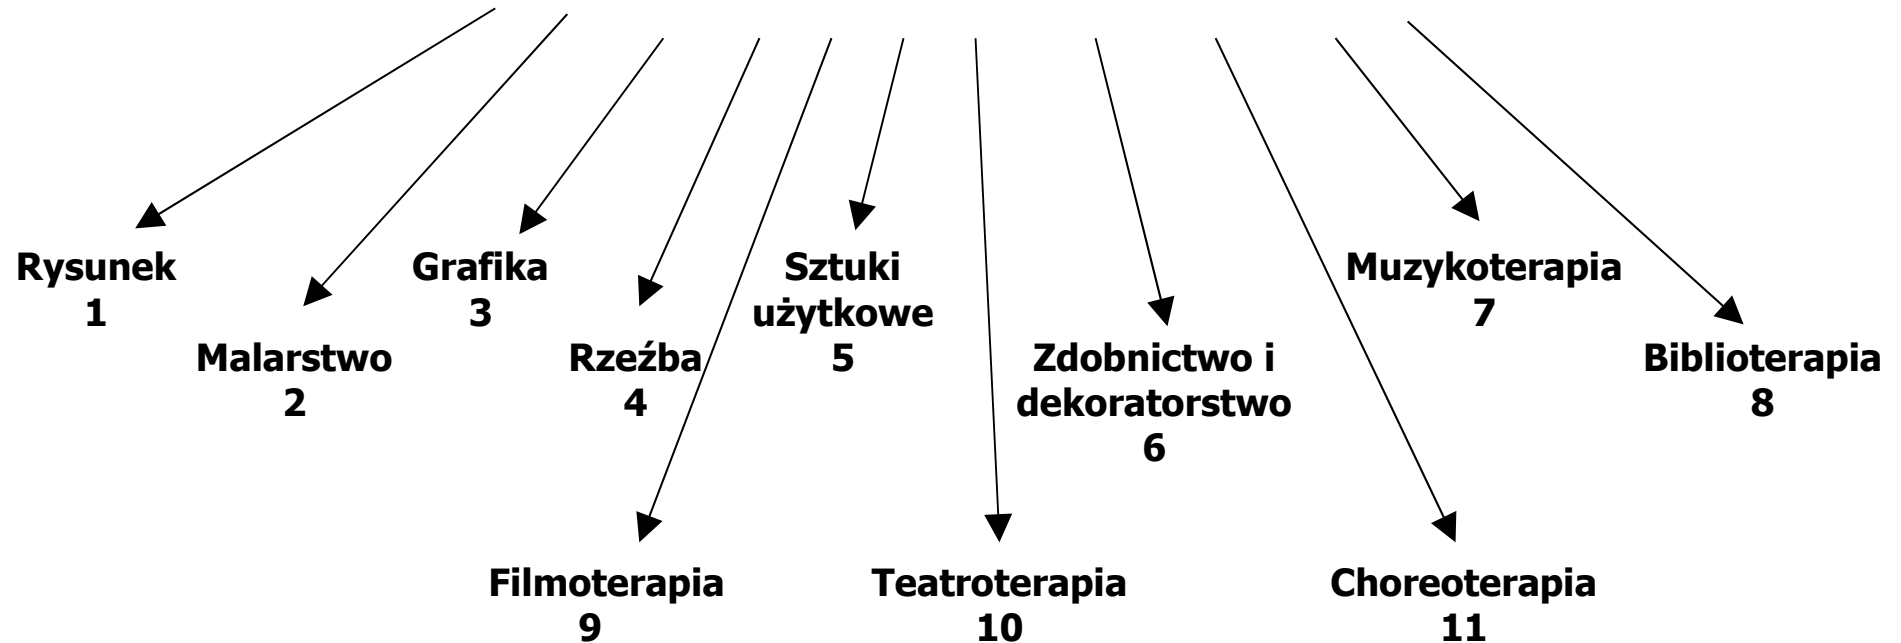 Rysunek
1
Malarstwo
2
Grafika
3
Rzeźba
4
Sztuki
użytkowe
5
Zdobnictwo i
dekoratorstwo
6
Muzykoterapia
7
Biblioterapia
8
Filmoterapia
9
Teatroterapia
10
Choreoterapia
11